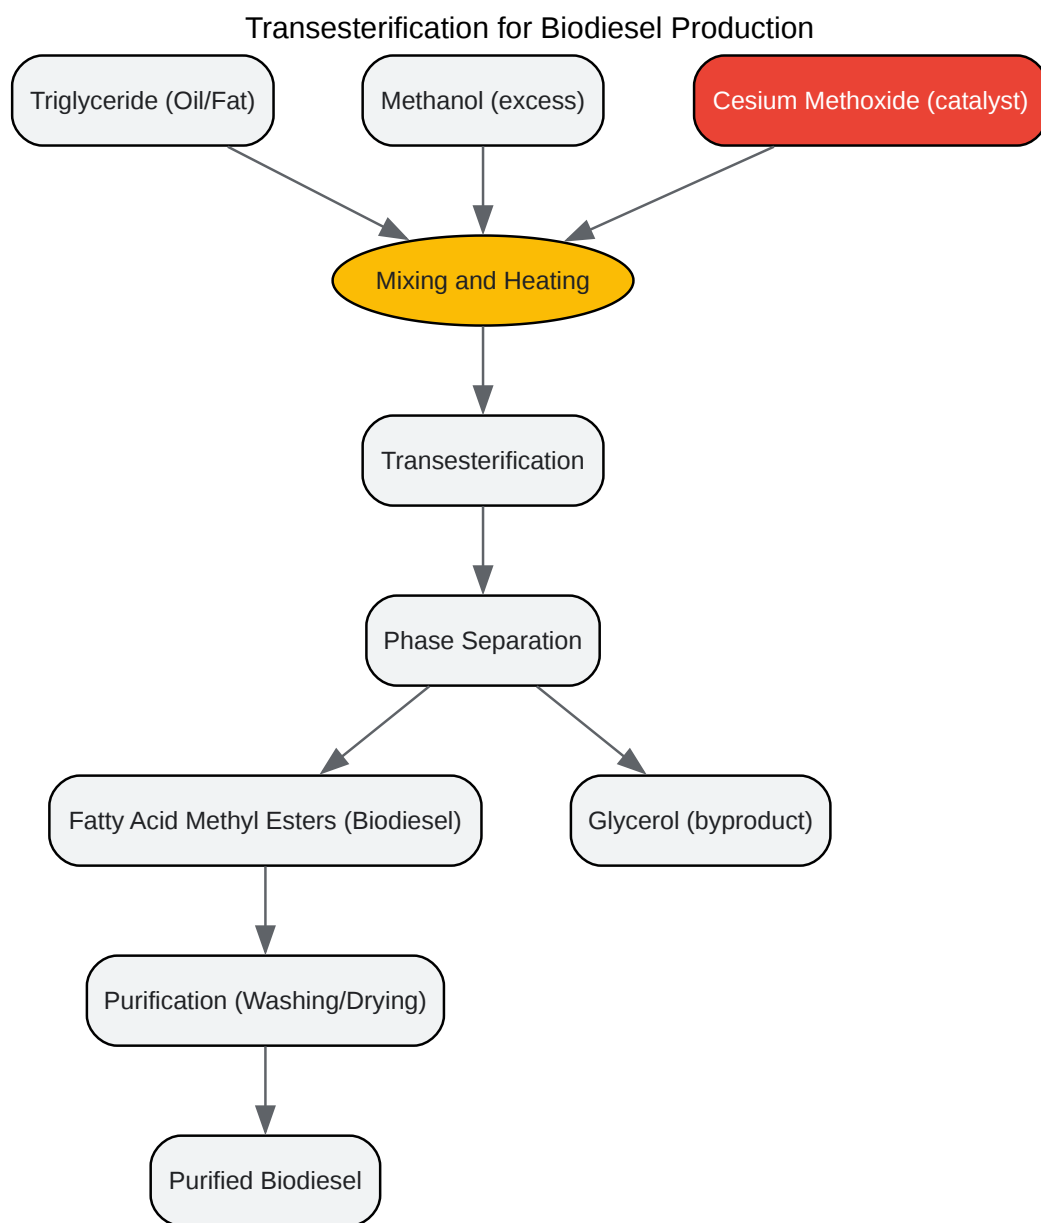 Transesterification for Biodiesel Production
Triglyceride (Oil/Fat)
Methanol (excess)
Cesium Methoxide (catalyst)
Mixing and Heating
Transesterification
Phase Separation
Fatty Acid Methyl Esters (Biodiesel)
Glycerol (byproduct)
Purification (Washing/Drying)
Purified Biodiesel